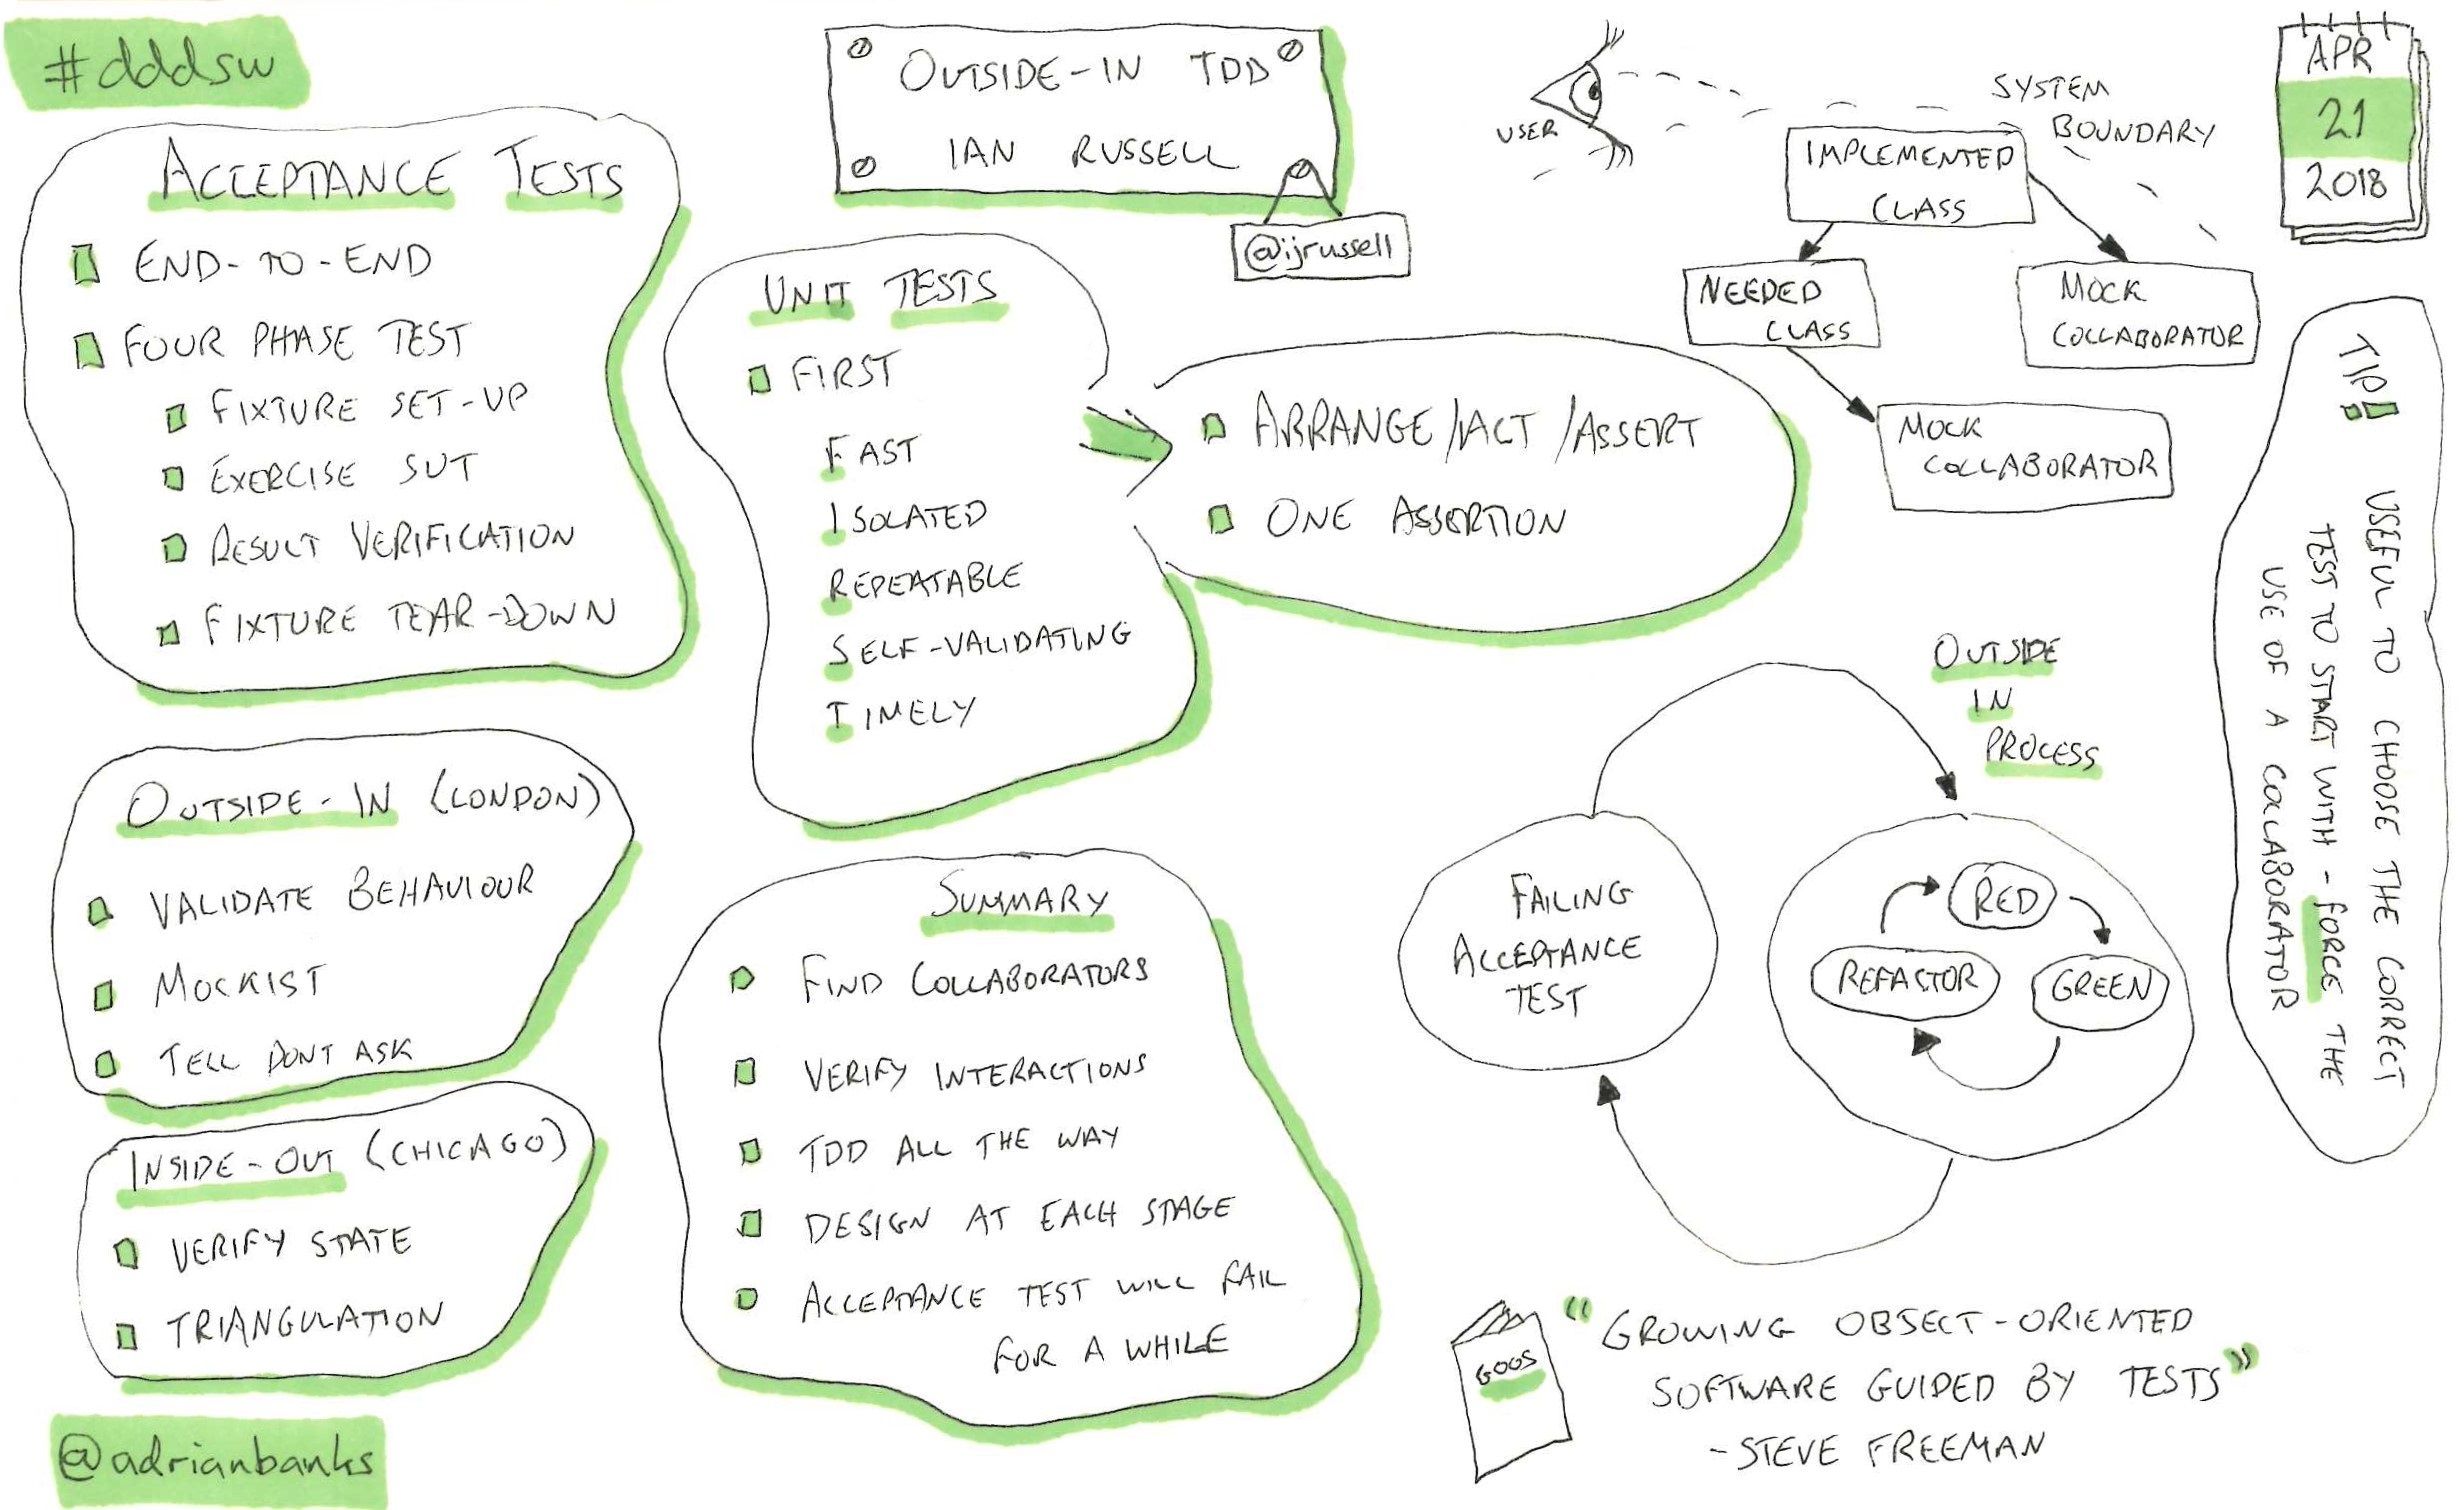 #dddsw
OUTSIDE-IN TDD
IAN RUSSELL
@ijrussell
APR
21
2018
ACCEPTANCE TESTS
END-TO-END
FOUR PHASE TEST
FIXTURE SET-UP
EXERCISE SUT
RESULT VERIFICATION
FIXTURE TEAR-DOWN
UNIT TESTS
FIRST
FAST
ISOLATED
REPEATABLE
SELF-VALIDATING
TIMELY
ARRANGE/ACT/ASSERT
ONE ASSERTION
USER
SYSTEM
BOUNDARY
IMPLEMENTED
CLASS
NEEDED
CLASS
MOCK
COLLABORATOR
MOCK
COLLABORATOR
TIP! USEFUL TO CHOOSE THE CORRECT
TEST TO START WITH - FORCE THE
USE OF A COLLABORATOR
OUTSIDE-IN (LONDON)
VALIDATE BEHAVIOUR
MOCKIST
TELL DONT ASK
INSIDE-OUT (CHICAGO)
VERIFY STATE
TRIANGULATION
SUMMARY
FIND COLLABORATORS
VERIFY INTERACTIONS
TDD ALL THE WAY
DESIGN AT EACH STAGE
ACCEPTANCE TEST WILL FAIL
FOR A WHILE
OUTSIDE
IN
PROCESS
FAILING
ACCEPTANCE
TEST
RED
REFACTOR
GREEN
GOOS
"GROWING OBJECT-ORIENTED
SOFTWARE GUIDED BY TESTS"
-STEVE FREEMAN
@adrianbanks